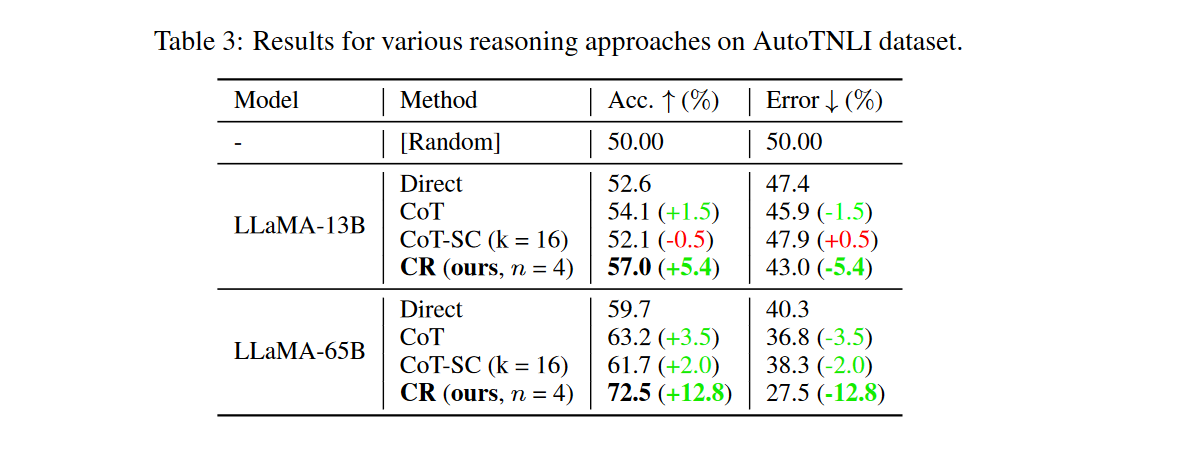 Table 3: Results for various reasoning approaches on AutoTNLI dataset.
Model Method Acc. ↑ (%) Error ↓ (%)
- [Random] 50.00 50.00
LLaMA-13B
Direct 52.6 47.4
CoT 54.1 (+1.5) 45.9 (-1.5)
CoT-SC (k = 16) 52.1 (-0.5) 47.9 (+0.5)
CR (ours, n = 4) 57.0 (+5.4) 43.0 (-5.4)
LLaMA-65B
Direct 59.7 40.3
CoT 63.2 (+3.5) 36.8 (-3.5)
CoT-SC (k = 16) 61.7 (+2.0) 38.3 (-2.0)
CR (ours, n = 4) 72.5 (+12.8) 27.5 (-12.8)